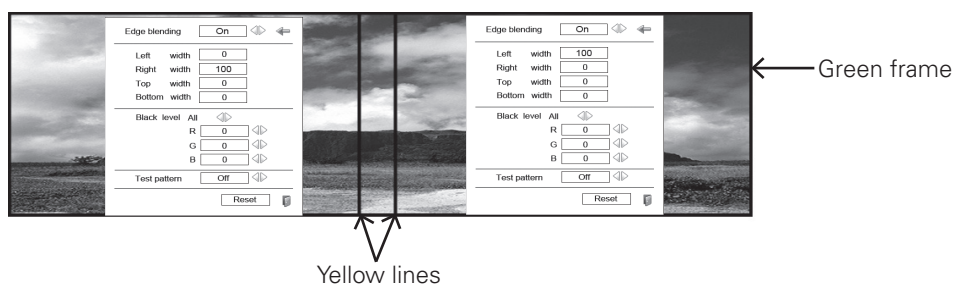 Edge blending On
Left width 0
Right width 100
Top width 0
Bottom width 0
Black level All
R 0
G 0
B 0
Test pattern Off
Reset
Edge blending On
Left width 100
Right width 0
Top width 0
Bottom width 0
Black level All
R 0
G 0
B 0
Test pattern Off
Reset
Green frame
Yellow lines